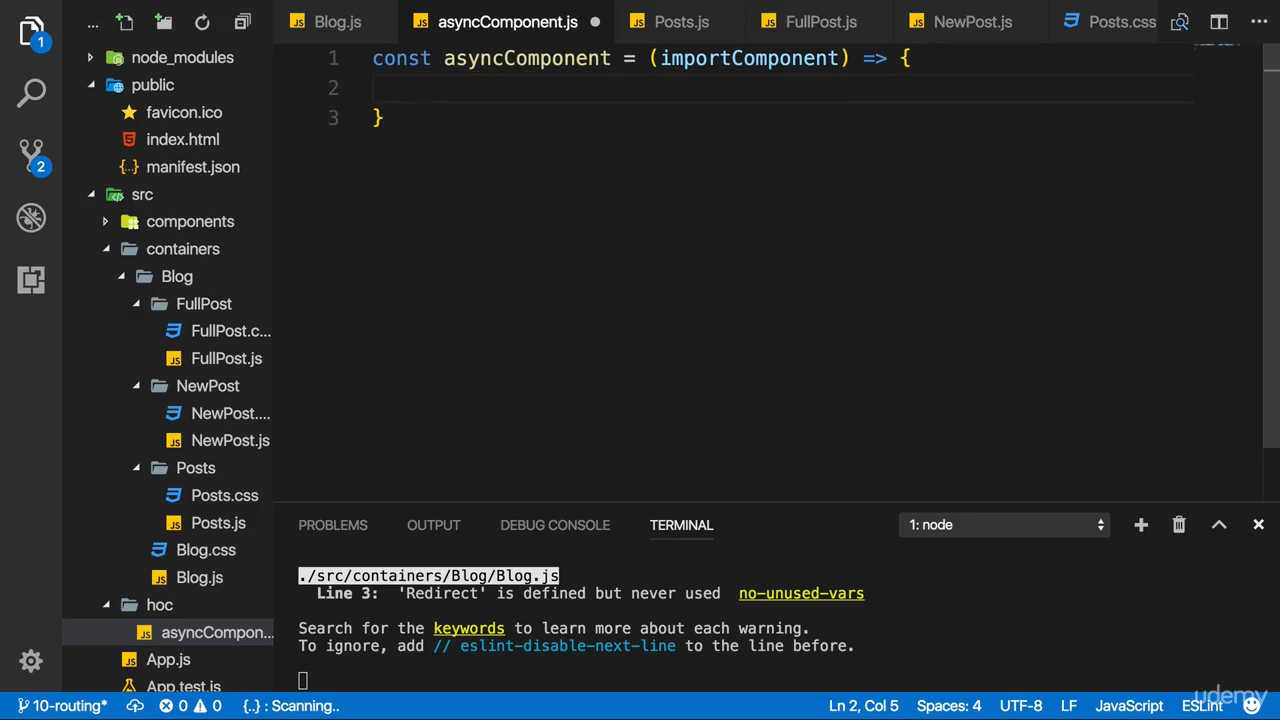 1
2
...
node_modules
public
favicon.ico
index.html
manifest.json
src
components
containers
Blog
FullPost
FullPost.c...
FullPost.js
NewPost
NewPost....
NewPost.js
Posts
Posts.css
Posts.js
Blog.css
Blog.js
hoc
asyncCompon...
App.js
App.test.js
Blog.js asyncComponent.js Posts.js FullPost.js NewPost.js Posts.css
1 const asyncComponent = (importComponent) => {
2
3 }
PROBLEMS OUTPUT DEBUG CONSOLE TERMINAL 1: node
./src/containers/Blog/Blog.js
Line 3: 'Redirect' is defined but never used no-unused-vars
Search for the keywords to learn more about each warning.
To ignore, add // eslint-disable-next-line to the line before.
10-routing* 0 0 {..} : Scanning.. Ln 2, Col 5 Spaces: 4 UTF-8 LF JavaScript ESLint
udemy